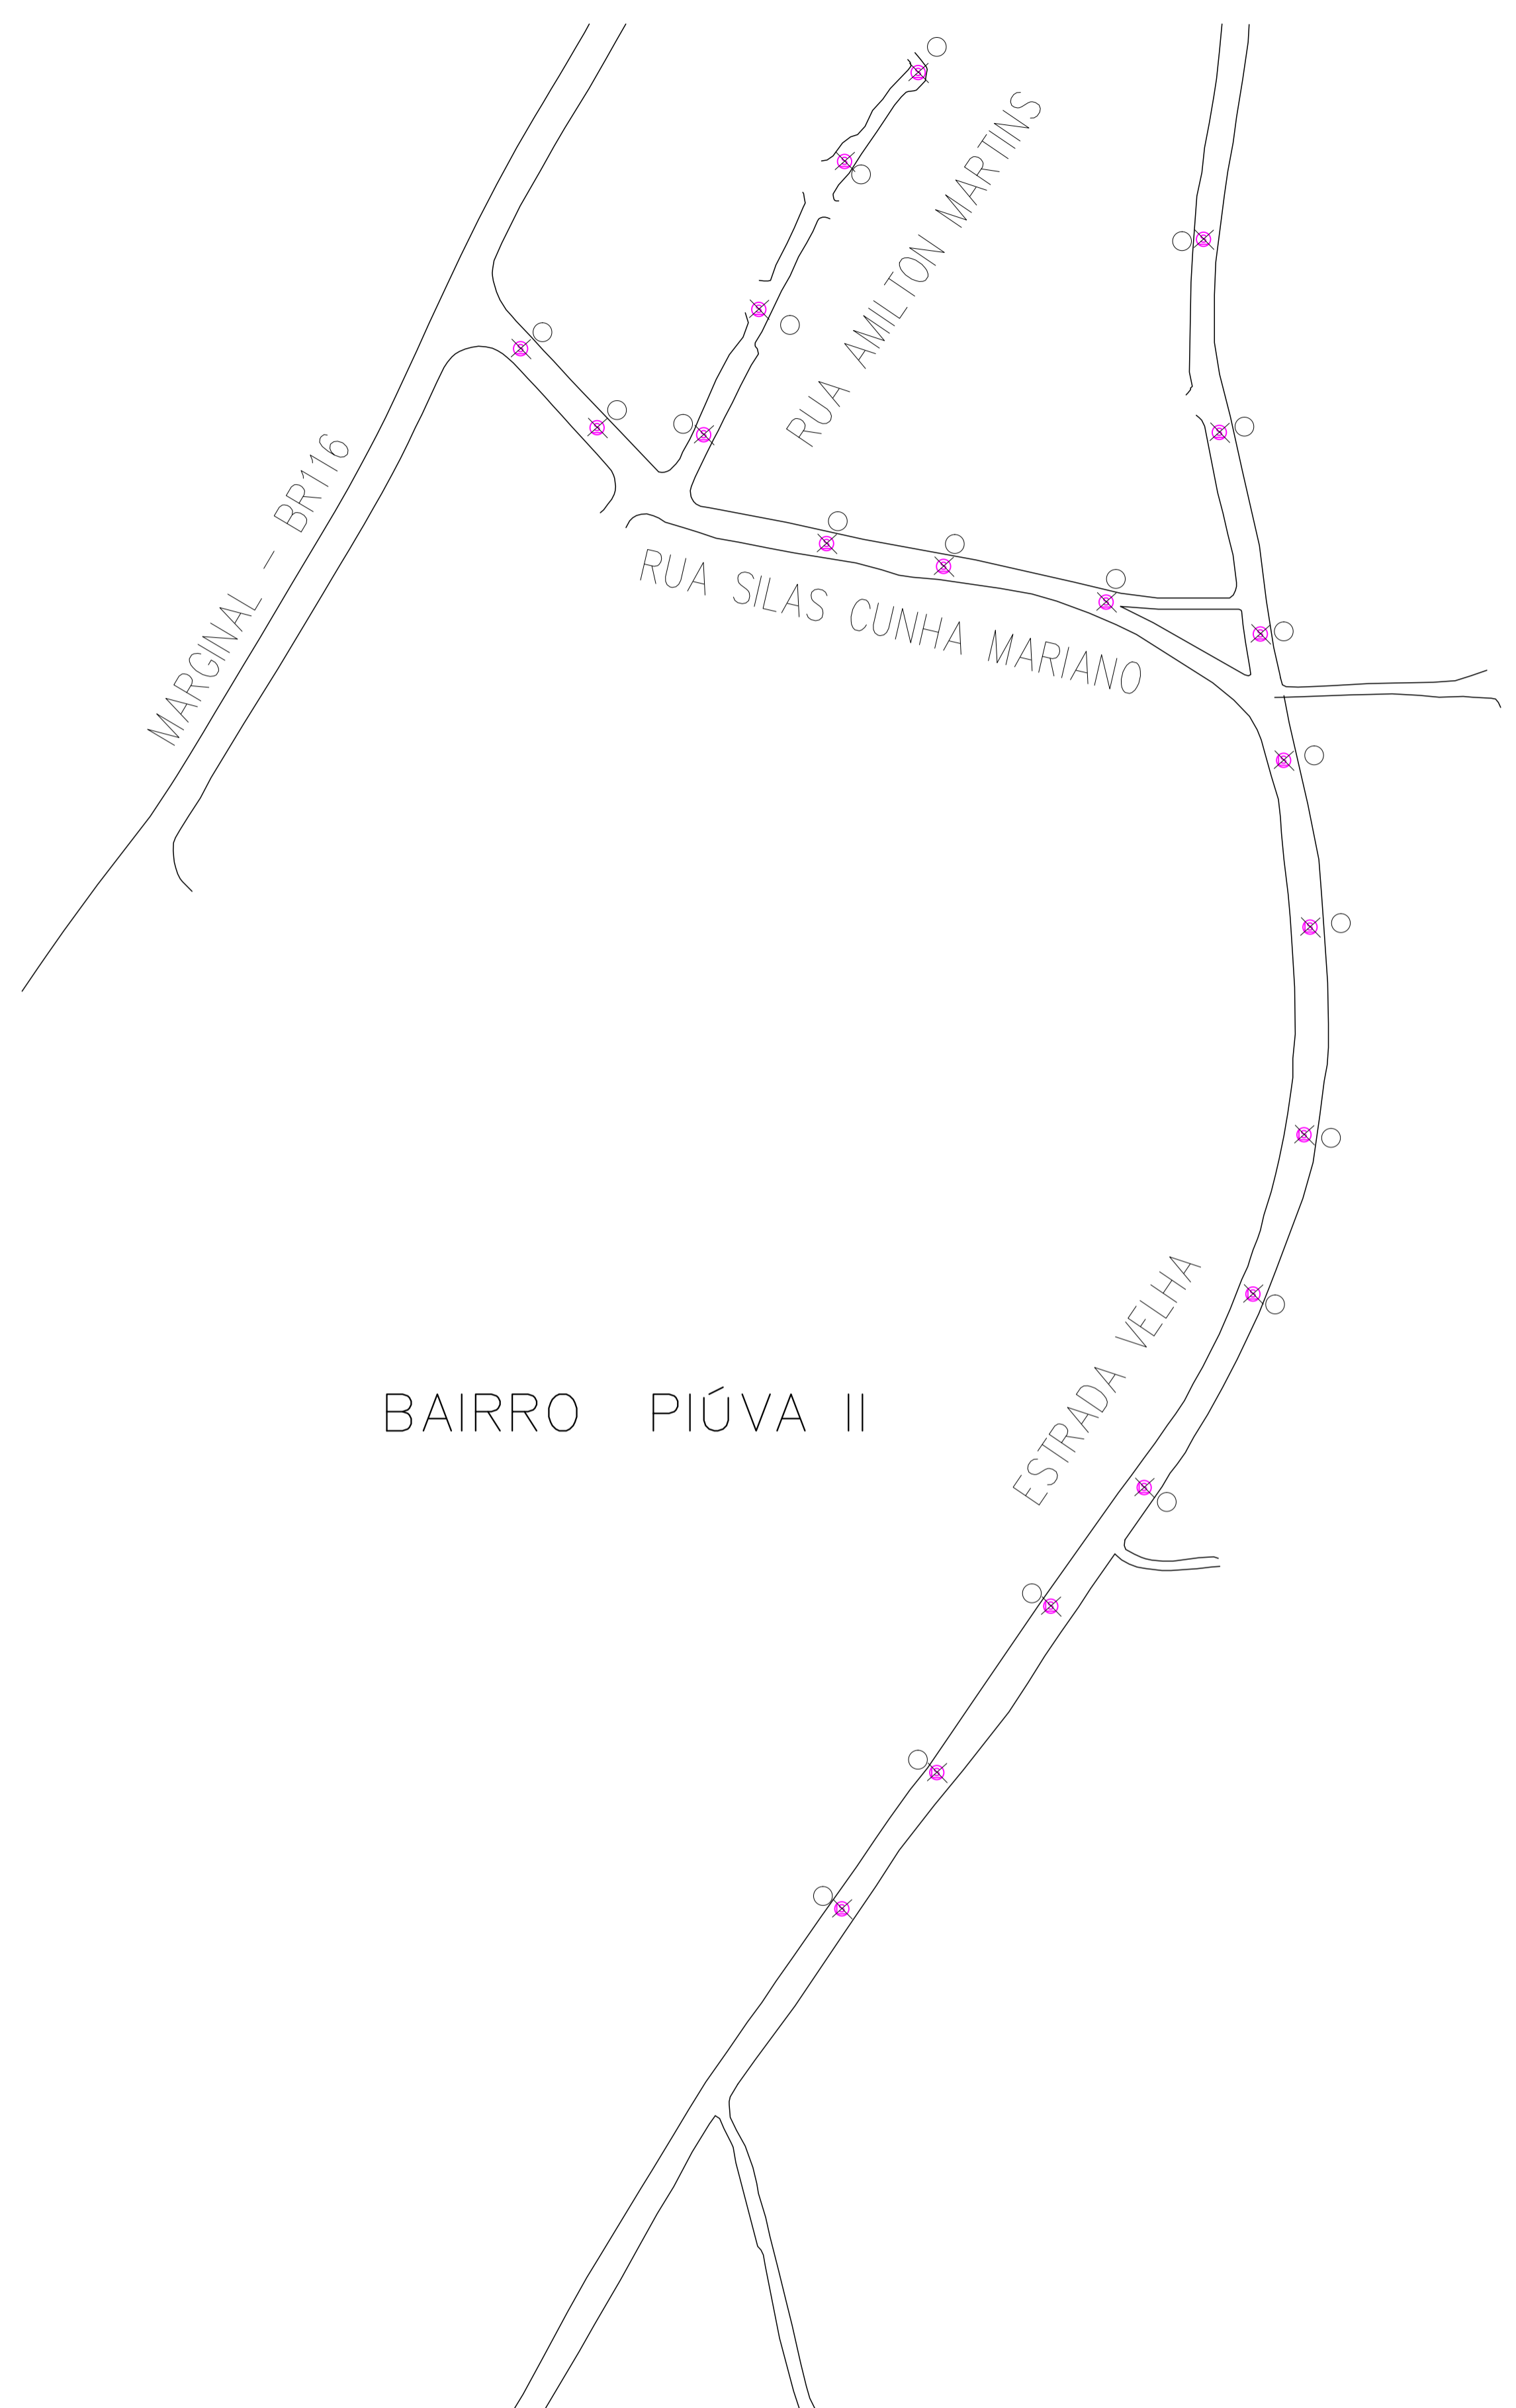 RUA AMILTON MARTINS
MARGINAL - BR116
RUA SILAS CUNHA MARIANO
ESTRADA VELHA
BAIRRO PIÚVA II